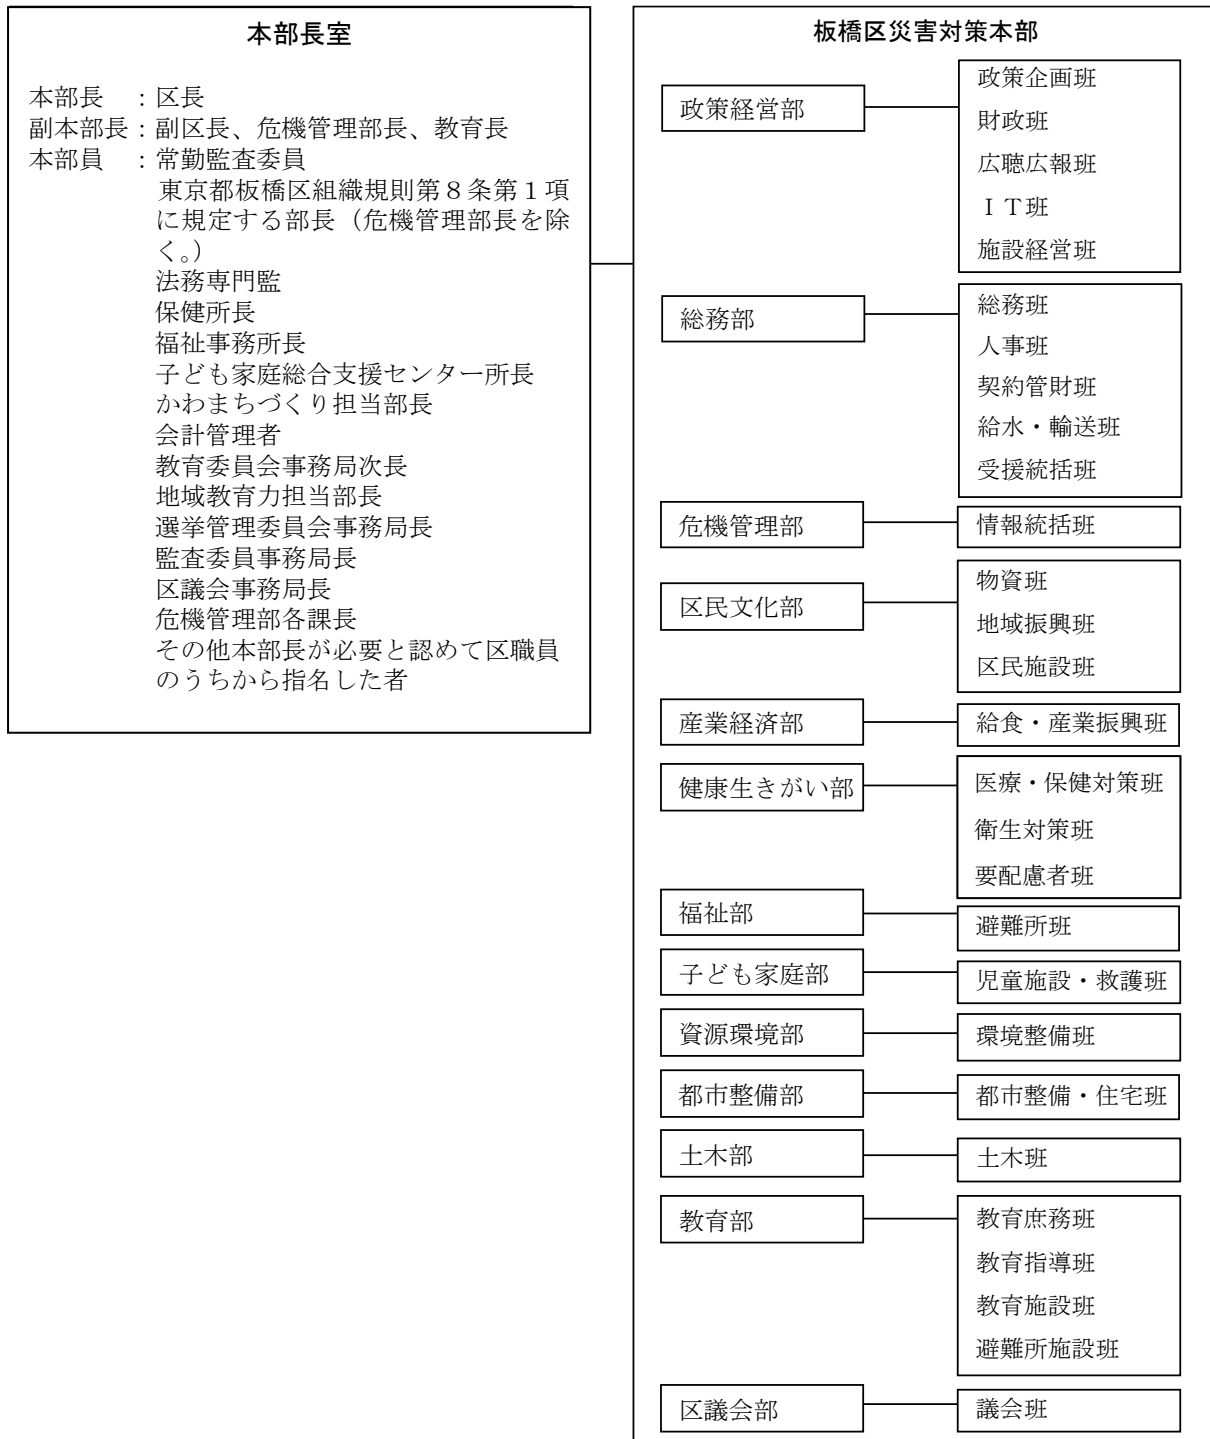 本部長室
本部長　：区長
副本部長：副区長、危機管理部長、教育長
本部員　：常勤監査委員
東京都板橋区組織規則第８条第１項
に規定する部長（危機管理部長を除
く。）
法務専門監
保健所長
福祉事務所長
子ども家庭総合支援センター所長
かわまちづくり担当部長
会計管理者
教育委員会事務局次長
地域教育力担当部長
選挙管理委員会事務局長
監査委員事務局長
区議会事務局長
危機管理部各課長
その他本部長が必要と認めて区職員
のうちから指名した者
板橋区災害対策本部
政策経営部
政策企画班
財政班
広聴広報班
ＩＴ班
施設経営班
総務部
総務班
人事班
契約管財班
給水・輸送班
受援統括班
危機管理部
情報統括班
区民文化部
物資班
地域振興班
区民施設班
産業経済部
給食・産業振興班
健康生きがい部
医療・保健対策班
衛生対策班
要配慮者班
福祉部
避難所班
子ども家庭部
児童施設・救護班
資源環境部
環境整備班
都市整備部
都市整備・住宅班
土木部
土木班
教育部
教育庶務班
教育指導班
教育施設班
避難所施設班
区議会部
議会班